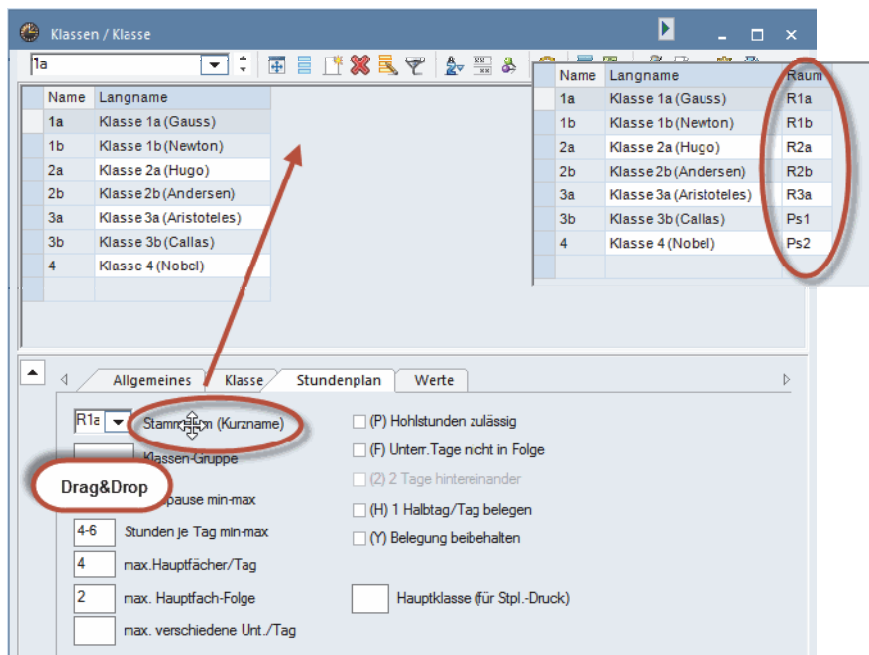 Klassen / Klasse
1a
Name Langname
1a Klasse 1a (Gauss)
1b Klasse 1b (Newton)
2a Klasse 2a (Hugo)
2b Klasse 2b (Andersen)
3a Klasse 3a (Aristoteles)
3b Klasse 3b (Callas)
4 Klasse 4 (Nobel)
Name Langname Raum
1a Klasse 1a (Gauss) R1a
1b Klasse 1b (Newton) R1b
2a Klasse 2a (Hugo) R2a
2b Klasse 2b (Andersen) R2b
3a Klasse 3a (Aristoteles) R3a
3b Klasse 3b (Callas) Ps1
4 Klasse 4 (Nobel) Ps2
Allgemeines Klasse Stundenplan Werte
R1a (Kurzname)
Klassen-Gruppe
Drag&Drop
min-max
4-6 Stunden je Tag min-max
4 max.Hauptfächer/Tag
2 max. Hauptfach-Folge
max. verschiedene Unt./Tag
(P) Hohlstunden zulässig
(F) Unterr.Tage nicht in Folge
(2) 2 Tage hintereinander
(H) 1 Halbtag/Tag belegen
(Y) Belegung beibehalten
Hauptklasse (für Stpl.-Druck)